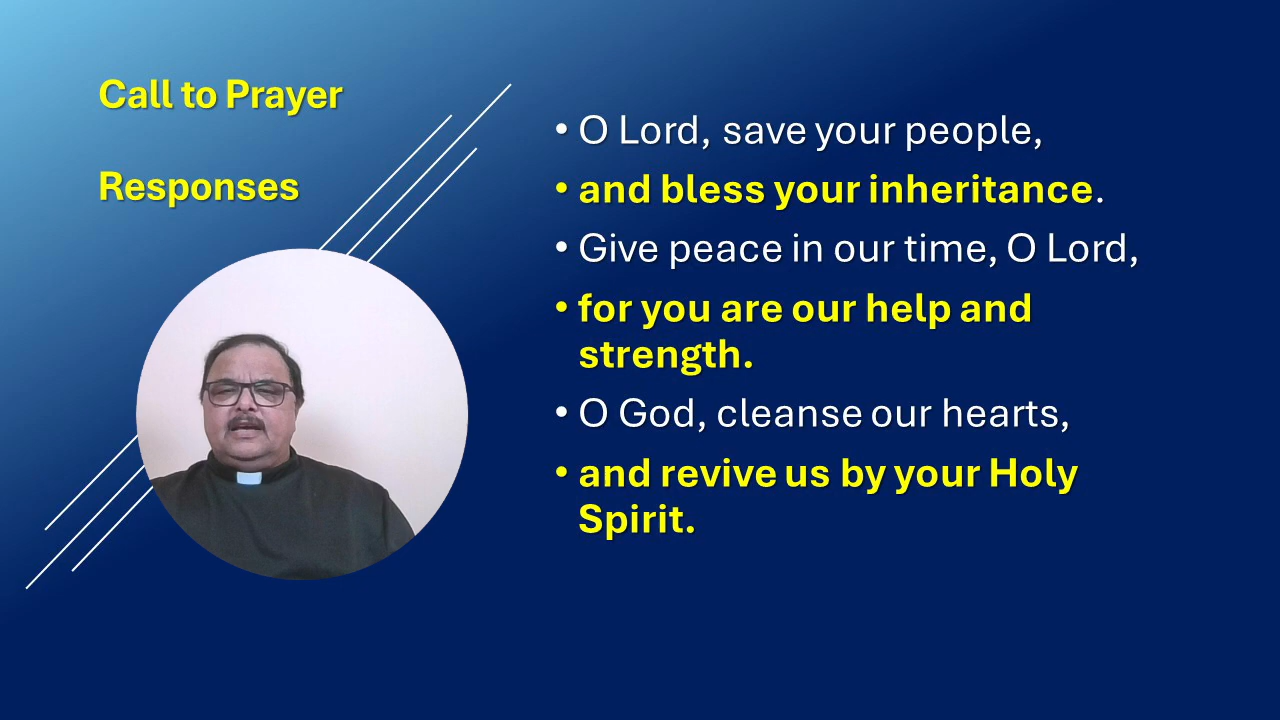 Call to Prayer
Responses
• O Lord, save your people,
• and bless your inheritance.
• Give peace in our time, O Lord,
• for you are our help and
strength.
• O God, cleanse our hearts,
• and revive us by your Holy
Spirit.